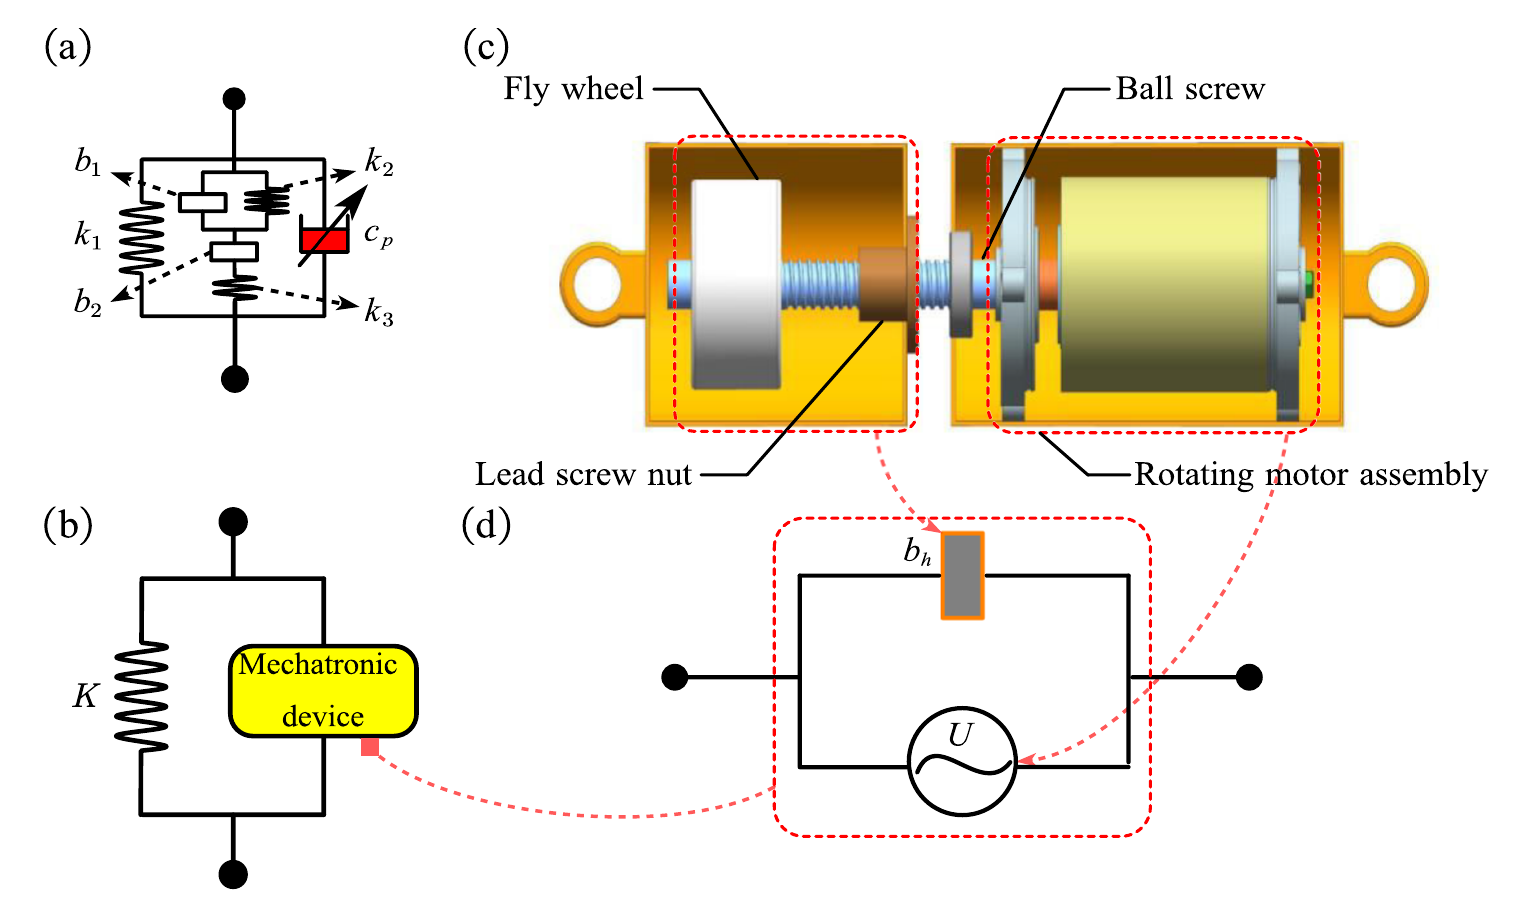 (a)
b₁
k₂
k₁
cₚ
b₂
k₃
(c)
Fly wheel
Ball screw
Lead screw nut
Rotating motor assembly
(b)
K
Mechatronic
device
(d)
bₕ
U